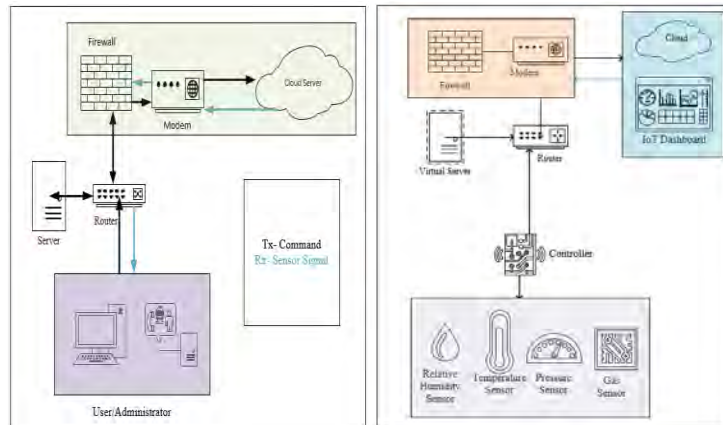 Firewall
Cloud Server
Modem
Server
Router
Tx- Command
Rx- Sensor Signal
User/Administrator
Cloud
Firewall
Modem
IoT Dashboard
Virtual Server
Router
Controller
Relative
Humidity
Sensor
Temperature
Sensor
Pressure
Sensor
Gas
Sensor